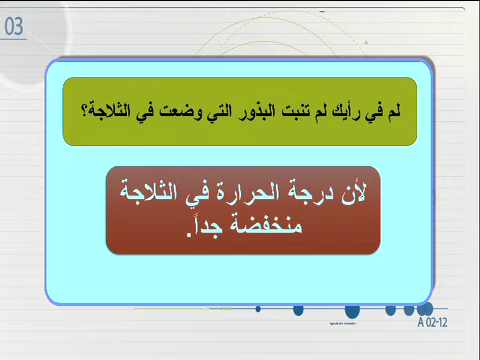 03
لم في رأيك لم تنبت البذور التي وضعت في الثلاجة؟
لأن درجة الحرارة في الثلاجة
منخفضة جداً.
A 02-12